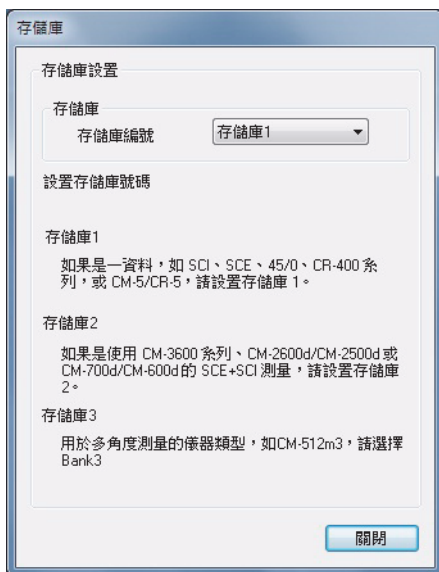 存儲庫
存儲庫設置
存儲庫
存儲庫編號 存儲庫1
設置存儲庫號碼
存儲庫1
如果是一資料，如 SCI、SCE、45/0、CR-400 系
列，或 CM-5/CR-5，請設置存儲庫 1。
存儲庫2
如果是使用 CM-3600 系列、CM-2600d/CM-2500d 或
CM-700d/CM-600d 的 SCE+SCI 測量，請設置存儲庫
2。
存儲庫3
用於多角度測量的儀器類型，如CM-512m3，請選擇
Bank3
關閉